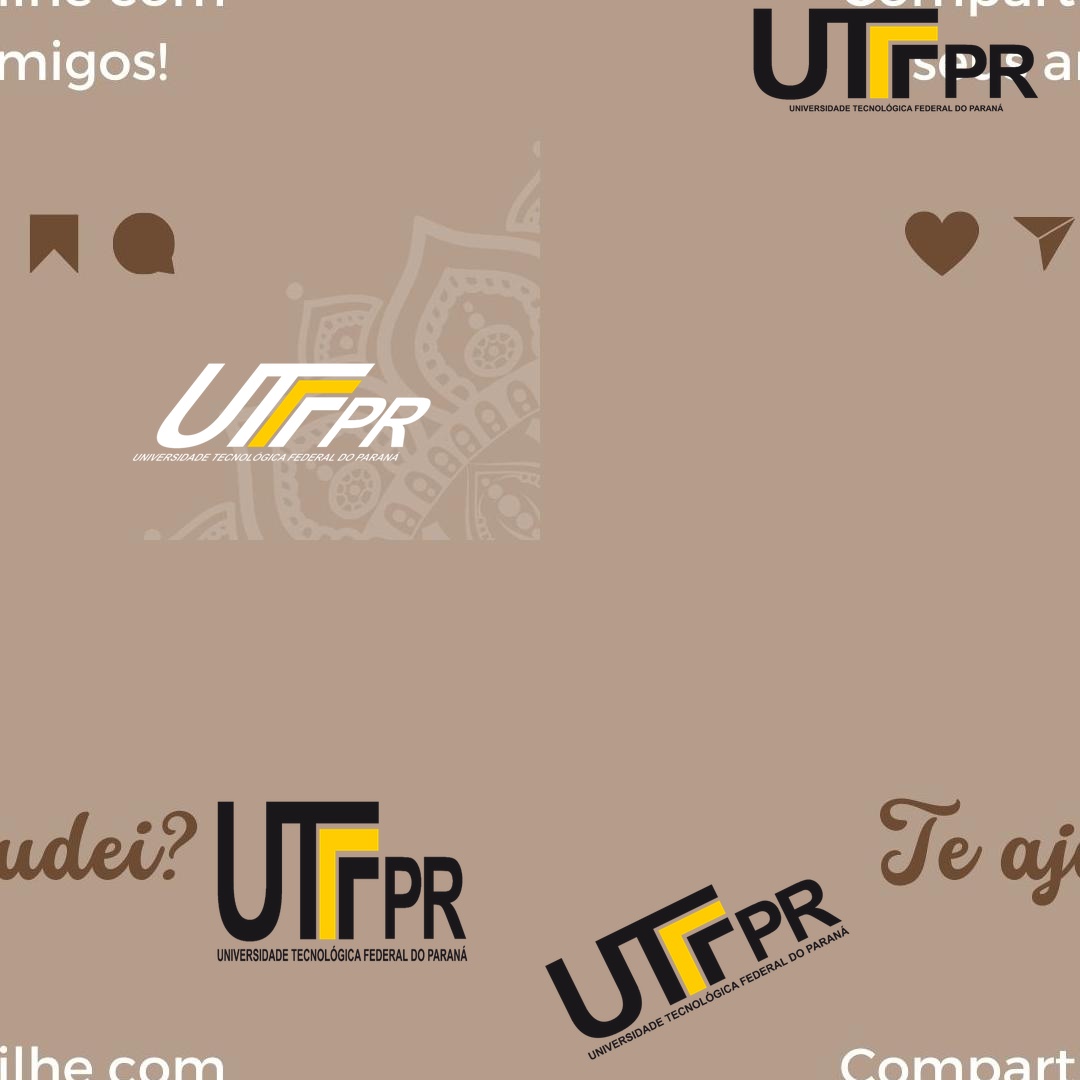 ilhe com
Compart
migos!
seus a
UTFPR
UNIVERSIDADE TECNOLÓGICA FEDERAL DO PARANÁ
UTFPR
UNIVERSIDADE TECNOLÓGICA FEDERAL DO PARANÁ
udei?
Te aj
UTFPR
UNIVERSIDADE TECNOLÓGICA FEDERAL DO PARANÁ
UTFPR
UNIVERSIDADE TECNOLÓGICA FEDERAL DO PARANÁ
ilhe com
Compart